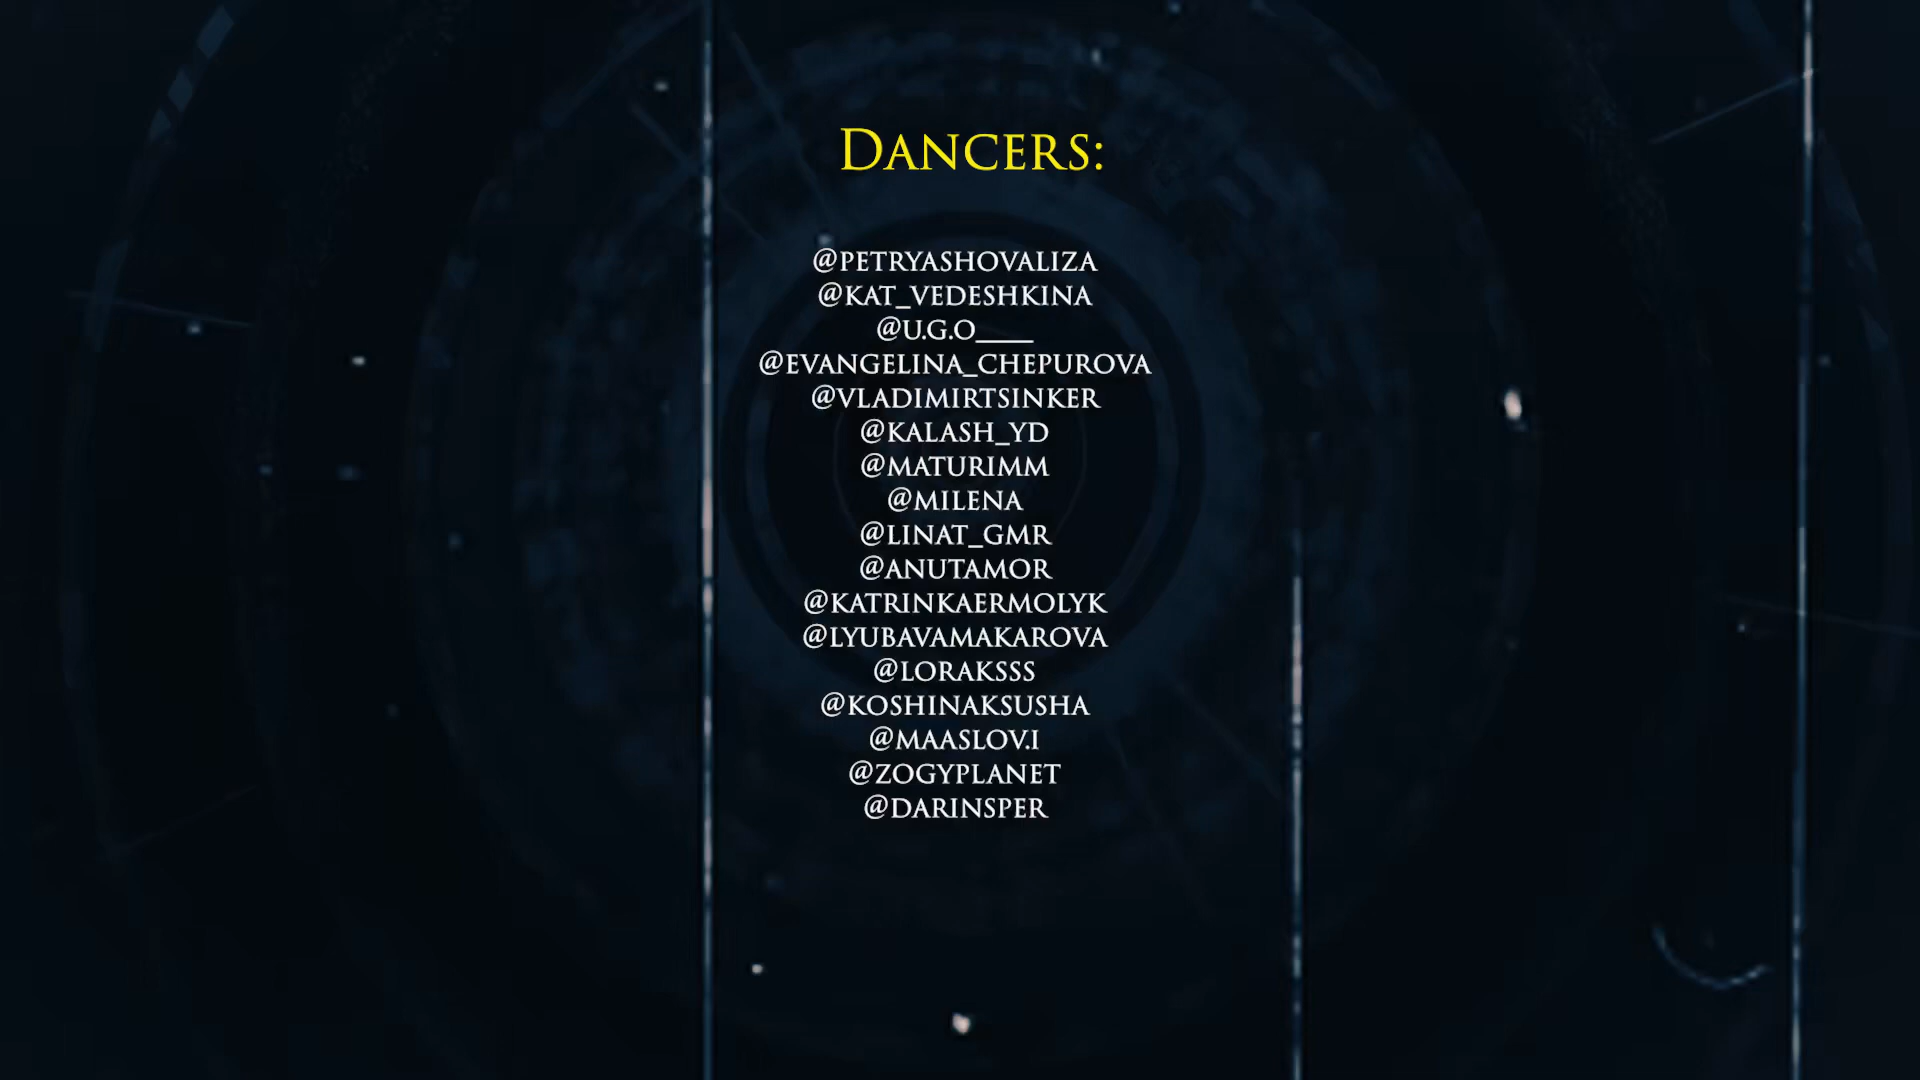 DANCERS:
@PETRYASHOVALIZA
@KAT_VEDESHKINA
@U.G.O____
@EVANGELINA_CHEPUROVA
@VLADIMIRTSINKER
@KALASH_YD
@MATURIMM
@MILENA
@LINAT_GMR
@ANUTAMOR
@KATRINKAERMOLYK
@LYUBAVAMAKAROVA
@LORAKSSS
@KOSHINAKSUSHA
@MAASLOV.I
@ZOGYPLANET
@DARINSPER